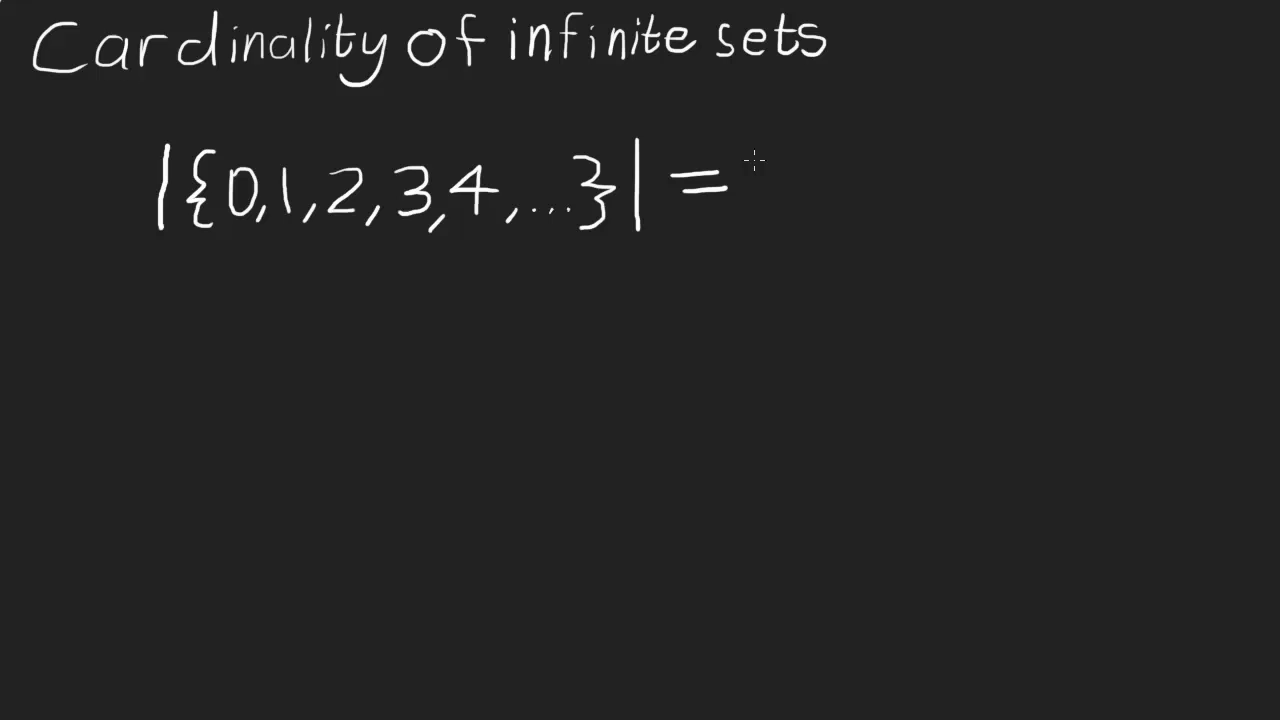 Cardinality of infinite sets
|{0,1,2,3,4,...}| =